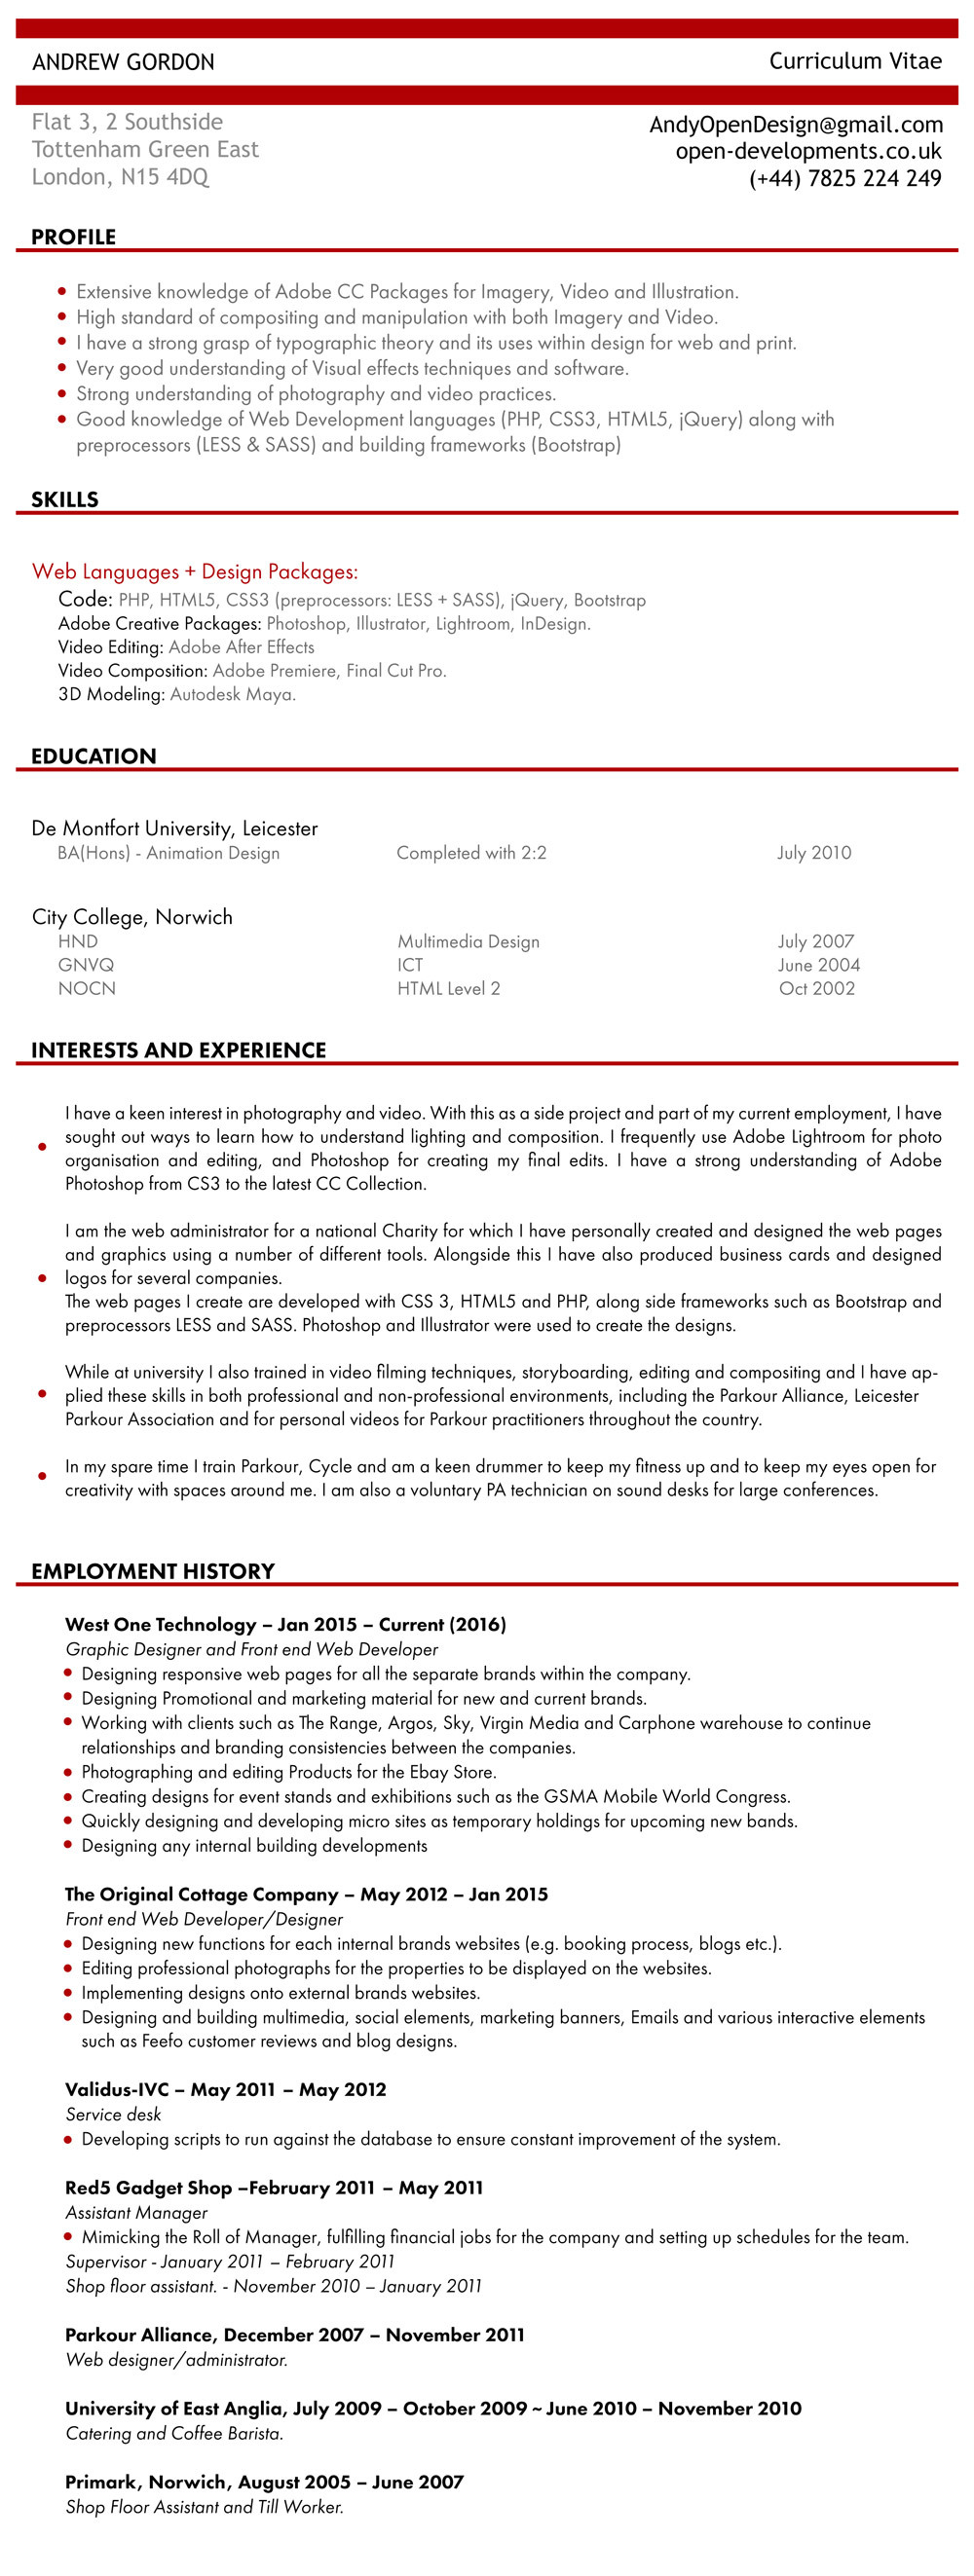 ANDREW GORDON
Curriculum Vitae
Flat 3, 2 Southside
Tottenham Green East
London, N15 4DQ
AndyOpenDesign@gmail.com
open-developments.co.uk
(+44) 7825 224 249
PROFILE
• Extensive knowledge of Adobe CC Packages for Imagery, Video and Illustration.
• High standard of compositing and manipulation with both Imagery and Video.
• I have a strong grasp of typographic theory and its uses within design for web and print.
• Very good understanding of Visual effects techniques and software.
• Strong understanding of photography and video practices.
• Good knowledge of Web Development languages (PHP, CSS3, HTML5, jQuery) along with
preprocessors (LESS & SASS) and building frameworks (Bootstrap)
SKILLS
Web Languages + Design Packages:
Code: PHP, HTML5, CSS3 (preprocessors: LESS + SASS), jQuery, Bootstrap
Adobe Creative Packages: Photoshop, Illustrator, Lightroom, InDesign.
Video Editing: Adobe After Effects
Video Composition: Adobe Premiere, Final Cut Pro.
3D Modeling: Autodesk Maya.
EDUCATION
De Montfort University, Leicester
BA(Hons) - Animation Design Completed with 2:2 July 2010
City College, Norwich
HND Multimedia Design July 2007
GNVQ ICT June 2004
NOCN HTML Level 2 Oct 2002
INTERESTS AND EXPERIENCE
• I have a keen interest in photography and video. With this as a side project and part of my current employment, I have
sought out ways to learn how to understand lighting and composition. I frequently use Adobe Lightroom for photo
organisation and editing, and Photoshop for creating my final edits. I have a strong understanding of Adobe
Photoshop from CS3 to the latest CC Collection.
• I am the web administrator for a national Charity for which I have personally created and designed the web pages
and graphics using a number of different tools. Alongside this I have also produced business cards and designed
logos for several companies.
The web pages I create are developed with CSS 3, HTML5 and PHP, along side frameworks such as Bootstrap and
preprocessors LESS and SASS. Photoshop and Illustrator were used to create the designs.
• While at university I also trained in video filming techniques, storyboarding, editing and compositing and I have ap-
plied these skills in both professional and non-professional environments, including the Parkour Alliance, Leicester
Parkour Association and for personal videos for Parkour practitioners throughout the country.
• In my spare time I train Parkour, Cycle and am a keen drummer to keep my fitness up and to keep my eyes open for
creativity with spaces around me. I am also a voluntary PA technician on sound desks for large conferences.
EMPLOYMENT HISTORY
West One Technology – Jan 2015 – Current (2016)
Graphic Designer and Front end Web Developer
• Designing responsive web pages for all the separate brands within the company.
• Designing Promotional and marketing material for new and current brands.
• Working with clients such as The Range, Argos, Sky, Virgin Media and Carphone warehouse to continue
relationships and branding consistencies between the companies.
• Photographing and editing Products for the Ebay Store.
• Creating designs for event stands and exhibitions such as the GSMA Mobile World Congress.
• Quickly designing and developing micro sites as temporary holdings for upcoming new bands.
• Designing any internal building developments
The Original Cottage Company – May 2012 – Jan 2015
Front end Web Developer/Designer
• Designing new functions for each internal brands websites (e.g. booking process, blogs etc.).
• Editing professional photographs for the properties to be displayed on the websites.
• Implementing designs onto external brands websites.
• Designing and building multimedia, social elements, marketing banners, Emails and various interactive elements
such as Feefo customer reviews and blog designs.
Validus-IVC – May 2011 – May 2012
Service desk
• Developing scripts to run against the database to ensure constant improvement of the system.
Red5 Gadget Shop –February 2011 – May 2011
Assistant Manager
• Mimicking the Roll of Manager, fulfilling financial jobs for the company and setting up schedules for the team.
Supervisor - January 2011 – February 2011
Shop floor assistant. - November 2010 – January 2011
Parkour Alliance, December 2007 – November 2011
Web designer/administrator.
University of East Anglia, July 2009 – October 2009 ~ June 2010 – November 2010
Catering and Coffee Barista.
Primark, Norwich, August 2005 – June 2007
Shop Floor Assistant and Till Worker.